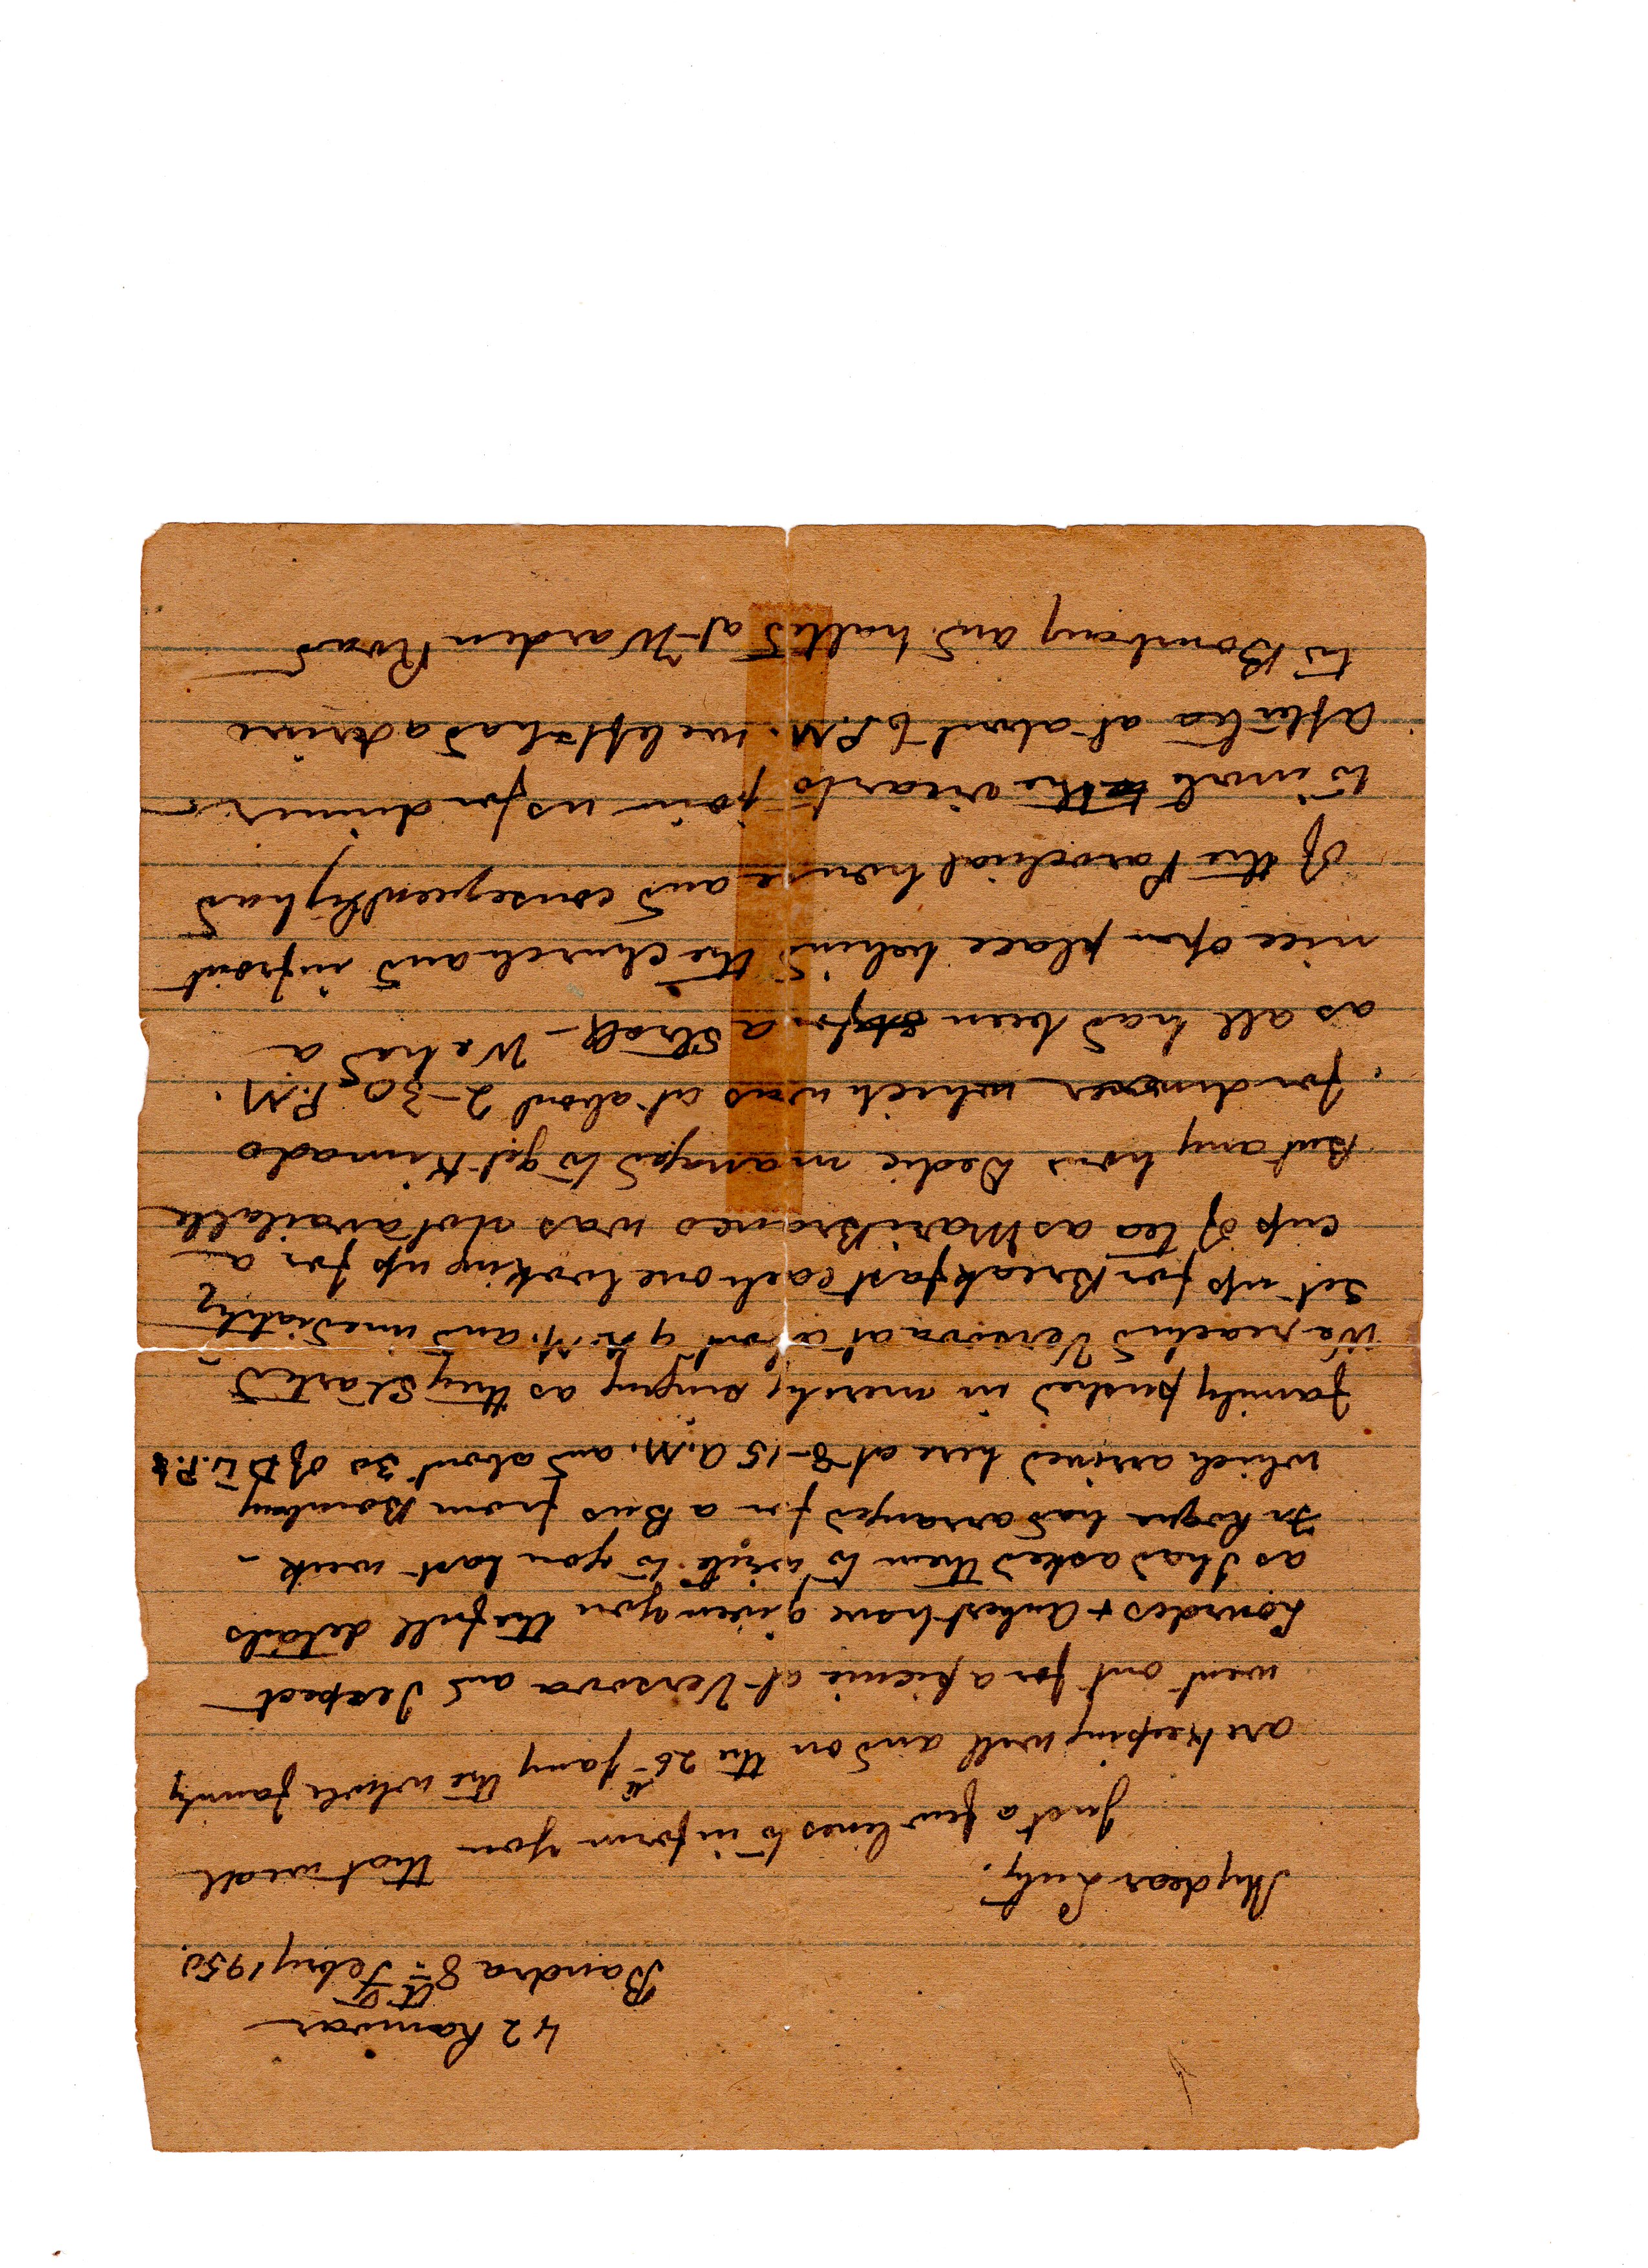 42 Ranwar
Bandra 8th Febry 1950.
My dear Luty,
Just a few lines to inform you that we all
are keeping well and on the 26th Jany the whole family
went out for a picnic at Versova and I expect
Lourdes + Aubert have given you the full details
as I had asked them to write to you last week -
Fr Roque had arranged for a Bus from Bombay
which arrived here at 8-15 A.M. and about 30 of
family pushed in merely singing as they started -
We reached Versova at about 9 A.M. and imediately
set up for Breakfast each one looking up for a
cup of tea as Mari Branco was not available
But any how Dedic managed to get Kimado
for dinner which was at about 2-30 P.M.
as all had been for a stroll - We had a
nice open place behind the church and infront
of the Parochial house and consequently had
to invite the vicar to join us for dinner -
After tea at about 6 P.M. we left had a drive
to Bombay and halted at Warden Road